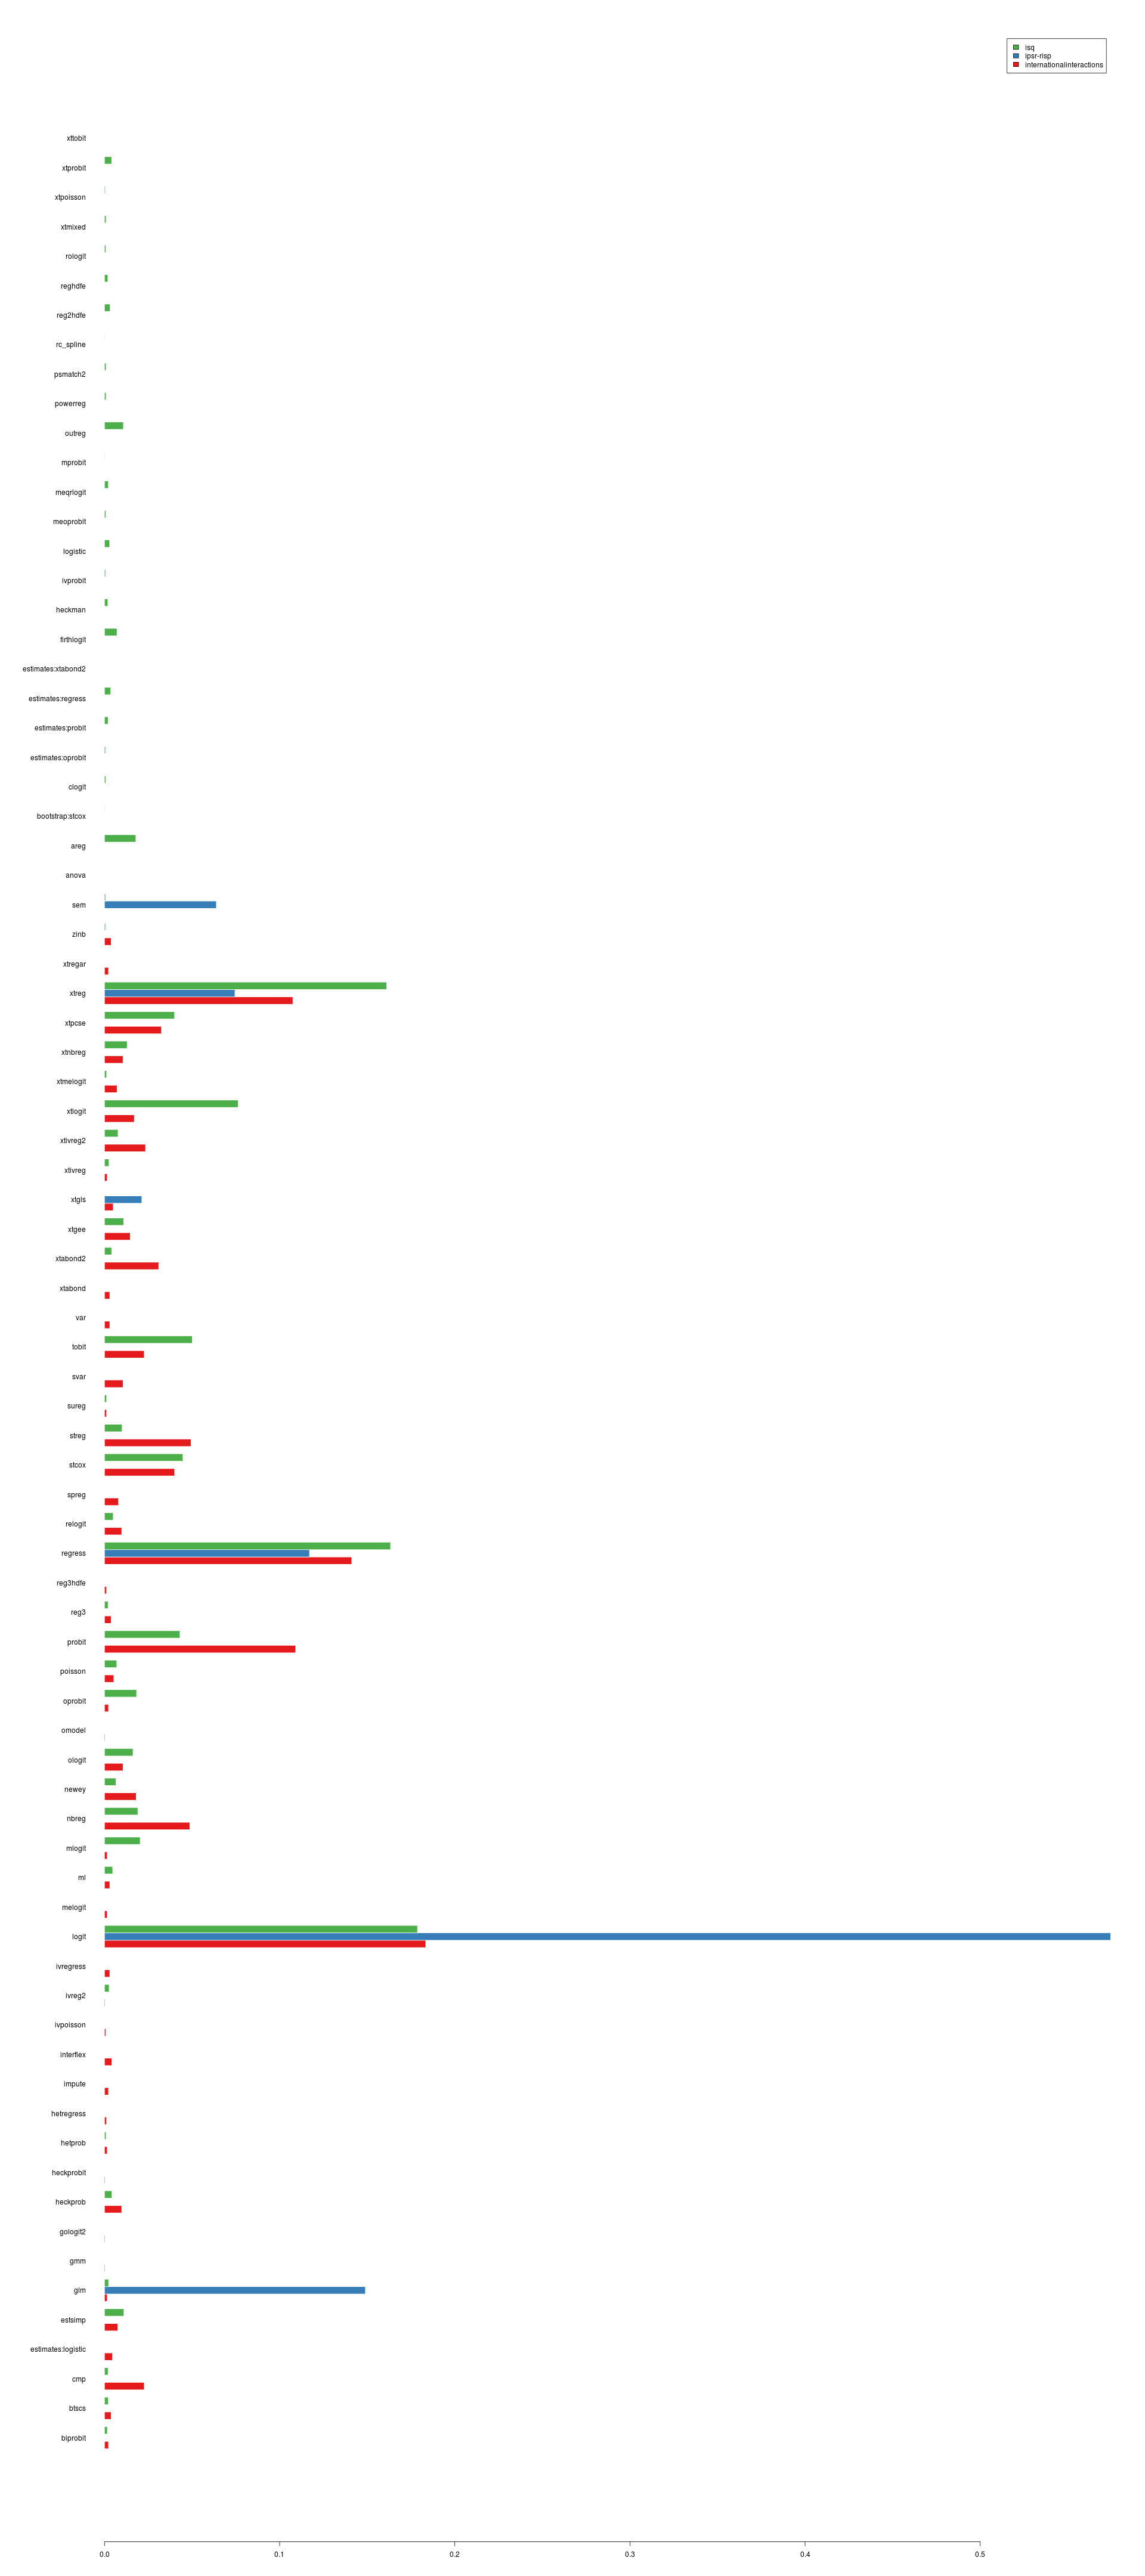 isq
ipsr-risp
internationalinteractions
xttobit
xtprobit
xtpoisson
xtmixed
rologit
reghdfe
reg2hdfe
rc_spline
psmatch2
powerreg
outreg
mprobit
meqrlogit
meoprobit
logistic
ivprobit
heckman
firthlogit
estimates:xtabond2
estimates:regress
estimates:probit
estimates:oprobit
clogit
bootstrap:stcox
areg
anova
sem
zinb
xtregar
xtreg
xtpcse
xtnbreg
xtmelogit
xtlogit
xtivreg2
xtivreg
xtgls
xtgee
xtabond2
xtabond
var
tobit
svar
sureg
streg
stcox
spreg
relogit
regress
reg3hdfe
reg3
probit
poisson
oprobit
omodel
ologit
newey
nbreg
mlogit
ml
melogit
logit
ivregress
ivreg2
ivpoisson
interflex
impute
hetregress
hetprob
heckprobit
heckprob
gologit2
gmm
glm
estsimp
estimates:logistic
cmp
btscs
biprobit
0.0 0.1 0.2 0.3 0.4 0.5